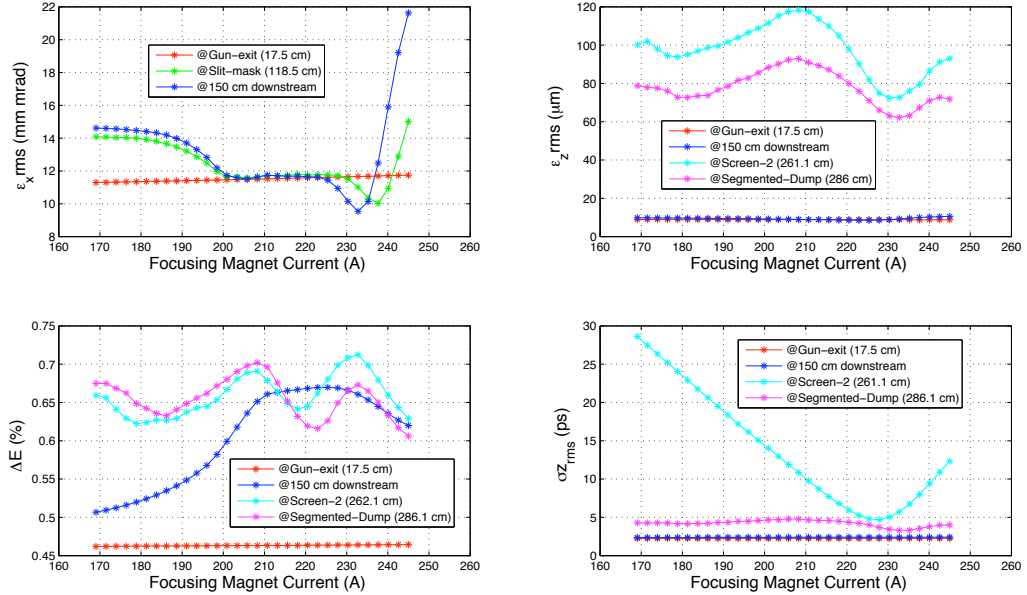 22
20
18
16
14
12
10
8
ε_x rms (mm mrad)
@Gun−exit (17.5 cm)
@Slit−mask (118.5 cm)
@150 cm downstream
160 170 180 190 200 210 220 230 240 250 260
Focusing Magnet Current (A)
120
100
80
60
40
20
0
ε_z rms (μm)
@Gun−exit (17.5 cm)
@150 cm downstream
@Screen−2 (261.1 cm)
@Segmented−Dump (286 cm)
160 170 180 190 200 210 220 230 240 250 260
Focusing Magnet Current (A)
0.75
0.7
0.65
0.6
0.55
0.5
0.45
ΔE (%)
@Gun−exit (17.5 cm)
@150 cm downstream
@Screen−2 (262.1 cm)
@Segmented−Dump (286.1 cm)
160 170 180 190 200 210 220 230 240 250 260
Focusing Magnet Current (A)
30
25
20
15
10
5
0
σz_rms (ps)
@Gun−exit (17.5 cm)
@150 cm downstream
@Screen−2 (261.1 cm)
@Segmented−Dump (286.1 cm)
160 170 180 190 200 210 220 230 240 250 260
Focusing Magnet Current (A)